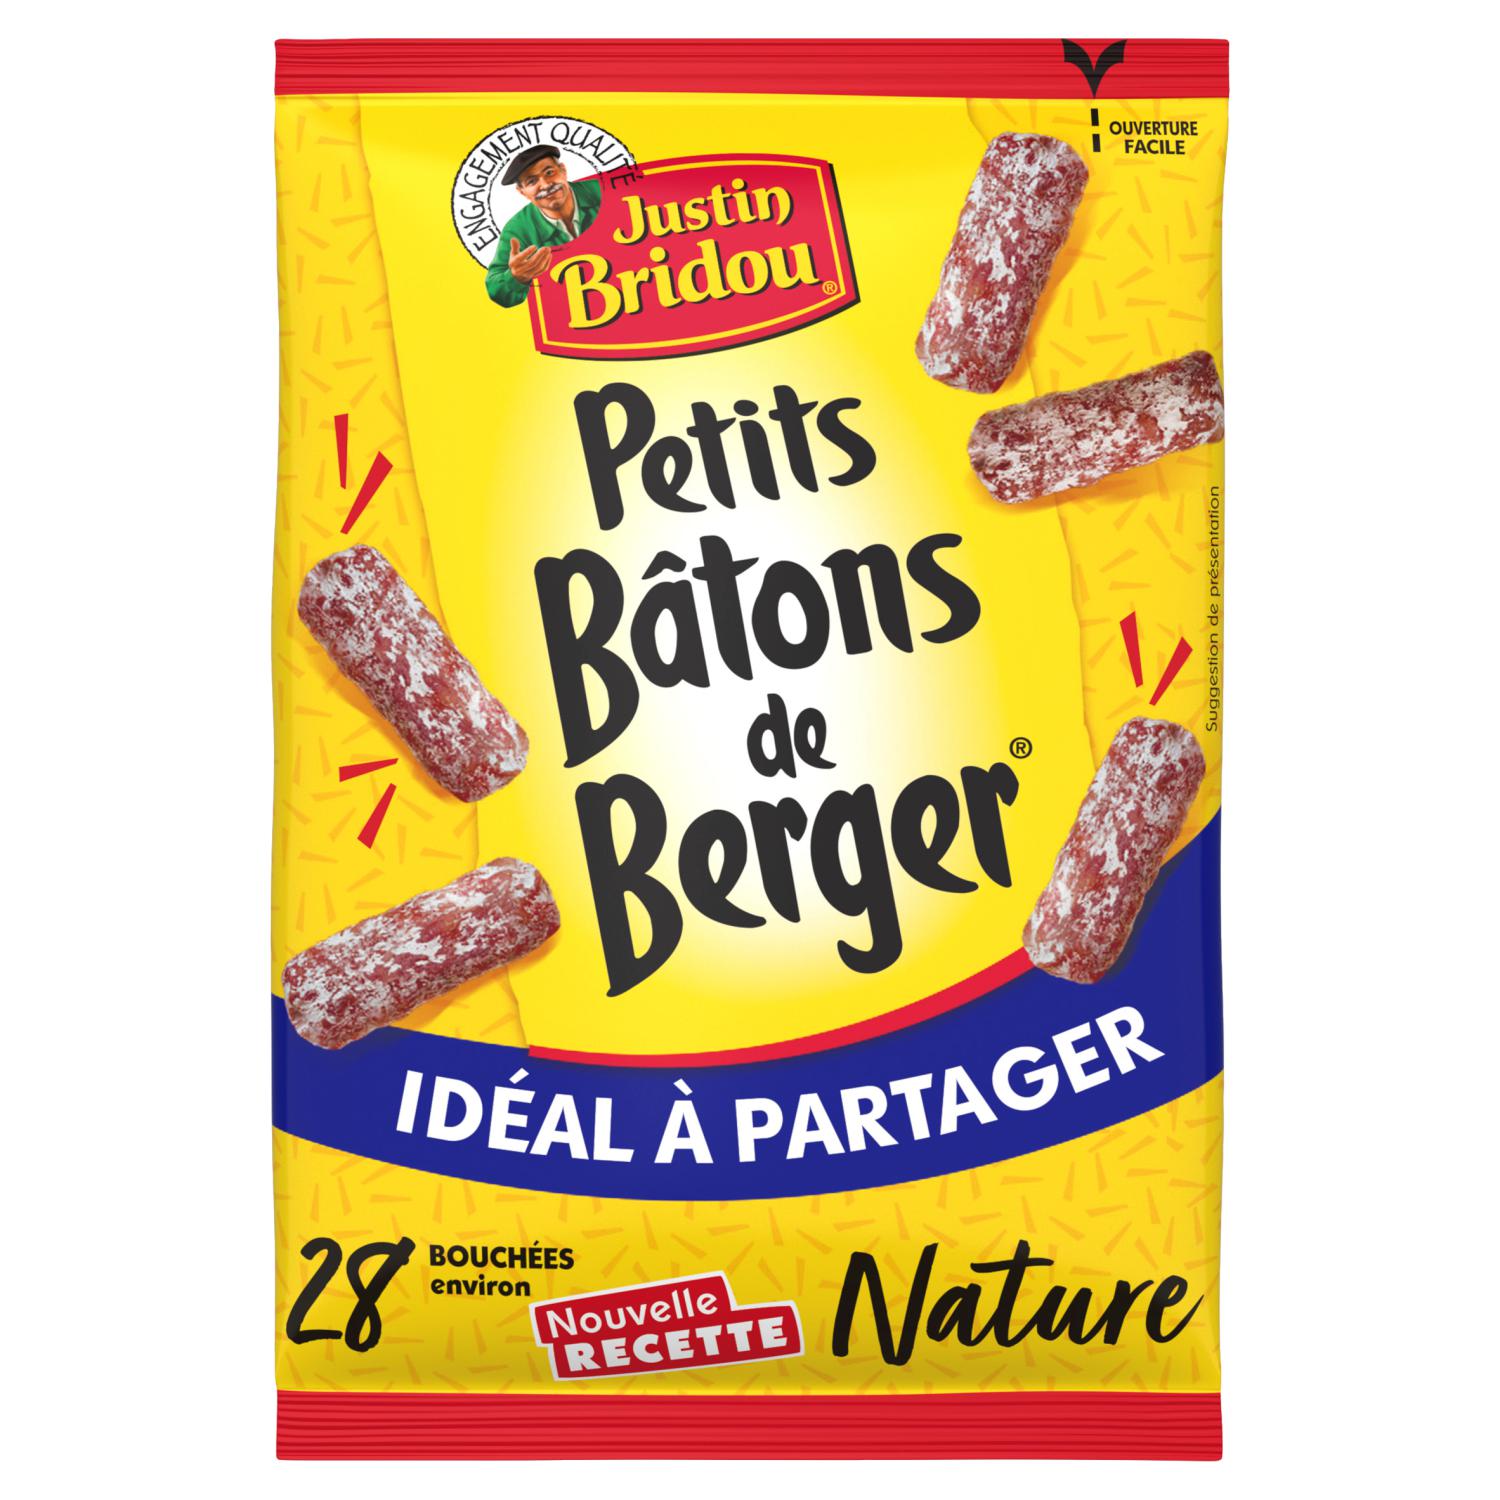 ENGAGEMENT QUALITÉ
Justin
Bridou®
OUVERTURE
FACILE
Petits
Bâtons
de
Berger®
Suggestion de présentation
IDÉAL À PARTAGER
28 BOUCHÉES
environ
Nouvelle
RECETTE
Nature